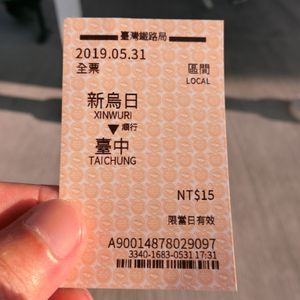 臺灣鐵路局
2019.05.31
全票 區間
LOCAL
新烏日
XINWURI
▼ 順行
臺中
TAICHUNG
NT$15
限當日有效
A90014878029097
3340-1683-0531 17:31